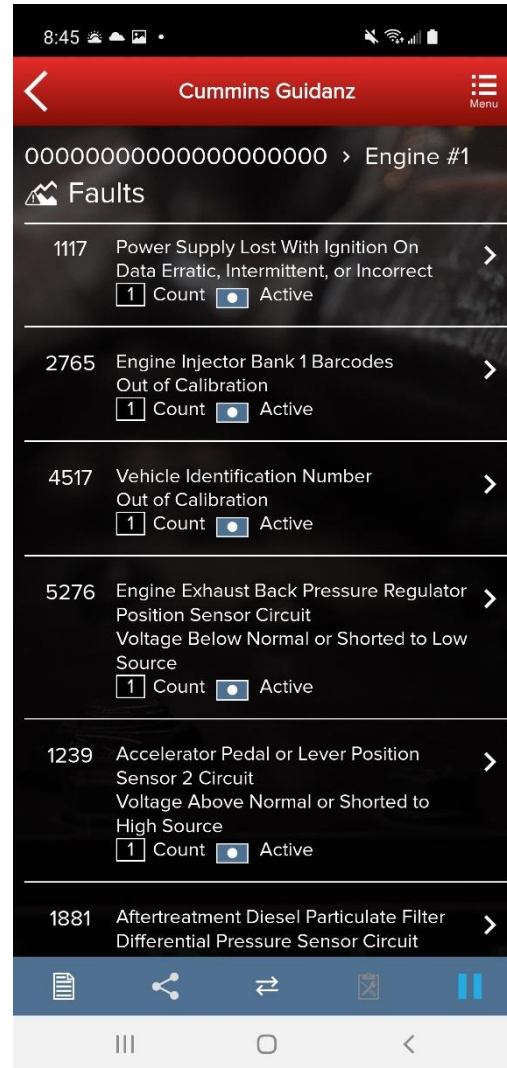 8:45
Cummins Guidanz
Menu
00000000000000000000 > Engine #1
Faults
1117 Power Supply Lost With Ignition On
Data Erratic, Intermittent, or Incorrect
1 Count Active
2765 Engine Injector Bank 1 Barcodes
Out of Calibration
1 Count Active
4517 Vehicle Identification Number
Out of Calibration
1 Count Active
5276 Engine Exhaust Back Pressure Regulator
Position Sensor Circuit
Voltage Below Normal or Shorted to Low
Source
1 Count Active
1239 Accelerator Pedal or Lever Position
Sensor 2 Circuit
Voltage Above Normal or Shorted to
High Source
1 Count Active
1881 Aftertreatment Diesel Particulate Filter
Differential Pressure Sensor Circuit